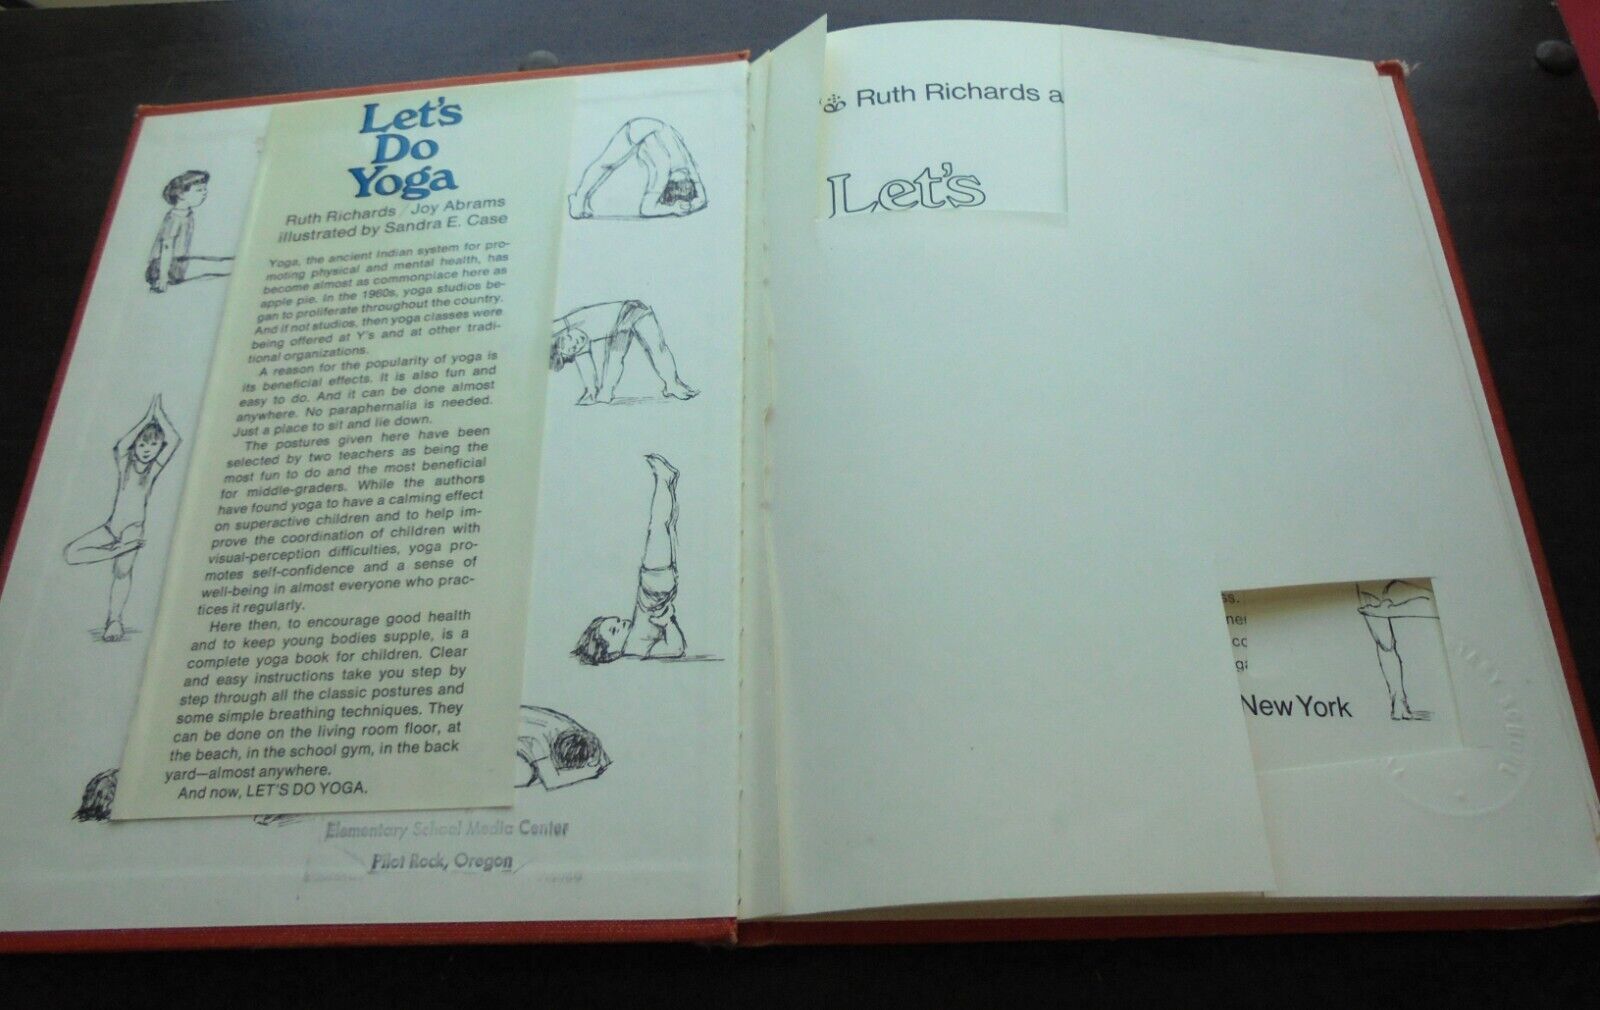 Let's
Do
Yoga
Ruth Richards / Joy Abrams
illustrated by Sandra E. Case
Yoga, the ancient Indian system for pro-
moting physical and mental health, has
become almost as commonplace here as
apple pie. In the 1960s, yoga studios be-
gan to proliferate throughout the country.
And if not studios, then yoga classes were
being offered at Y's and at other tradi-
tional organizations.
A reason for the popularity of yoga is
its beneficial effects. It is also fun and
easy to do. And it can be done almost
anywhere. No paraphernalia is needed.
Just a place to sit and lie down.
The postures given here have been
selected by two teachers as being the
most fun to do and the most beneficial
for middle-graders. While the authors
have found yoga to have a calming effect
on superactive children and to help im-
prove the coordination of children with
visual-perception difficulties, yoga pro-
motes self-confidence and a sense of
well-being in almost everyone who prac-
tices it regularly.
Here then, to encourage good health
and to keep young bodies supple, is a
complete yoga book for children. Clear
and easy instructions take you step by
step through all the classic postures and
some simple breathing techniques. They
can be done on the living room floor, at
the beach, in the school gym, in the back
yard—almost anywhere.
And now, LET'S DO YOGA.
Elementary School Media Center
Pilot Rock, Oregon
Ruth Richards a
Let's
ss.
ner
cc
ga
New York